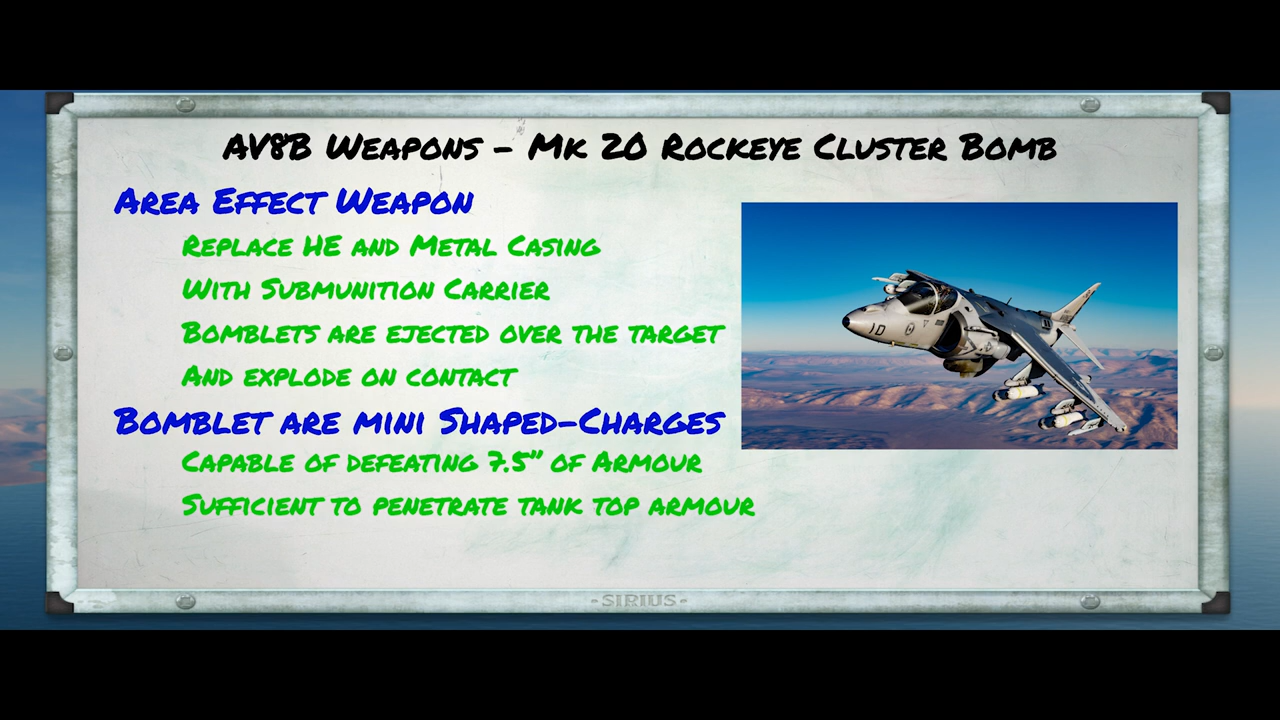 AV8B Weapons – Mk 20 Rockeye Cluster Bomb
Area Effect Weapon
Replace HE and Metal Casing
With Submunition Carrier
Bomblets are ejected over the target
And explode on contact
Bomblet are mini Shaped-Charges
Capable of defeating 7.5" of Armour
Sufficient to penetrate tank top armour
10
-SIRIUS-